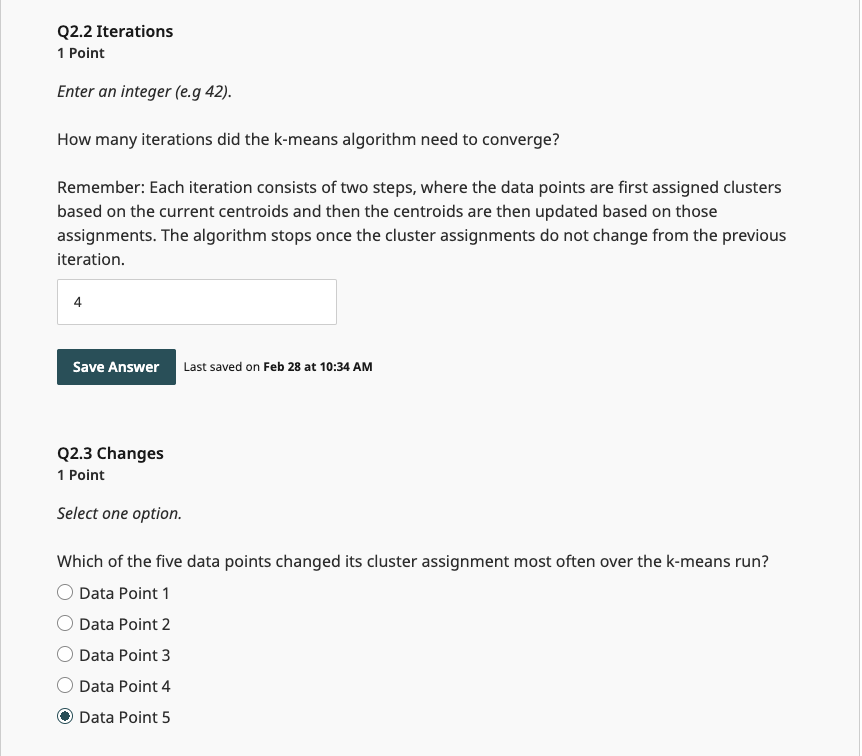 Q2.2 Iterations
1 Point
Enter an integer (e.g 42).
How many iterations did the k-means algorithm need to converge?
Remember: Each iteration consists of two steps, where the data points are first assigned clusters
based on the current centroids and then the centroids are then updated based on those
assignments. The algorithm stops once the cluster assignments do not change from the previous
iteration.
4
Save Answer Last saved on Feb 28 at 10:34 AM
Q2.3 Changes
1 Point
Select one option.
Which of the five data points changed its cluster assignment most often over the k-means run?
Data Point 1
Data Point 2
Data Point 3
Data Point 4
Data Point 5